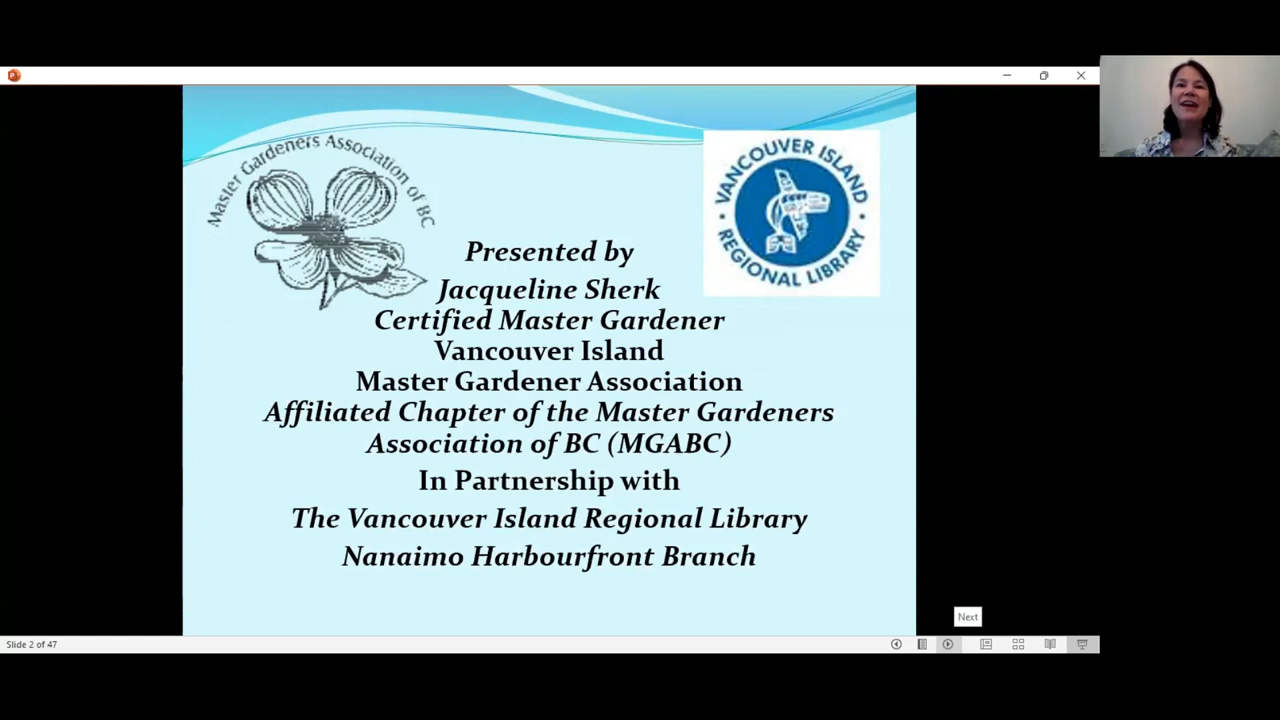 Master Gardeners Association of BC
VANCOUVER ISLAND
REGIONAL LIBRARY
Presented by
Jacqueline Sherk
Certified Master Gardener
Vancouver Island
Master Gardener Association
Affiliated Chapter of the Master Gardeners
Association of BC (MGABC)
In Partnership with
The Vancouver Island Regional Library
Nanaimo Harbourfront Branch
Next
Slide 2 of 47